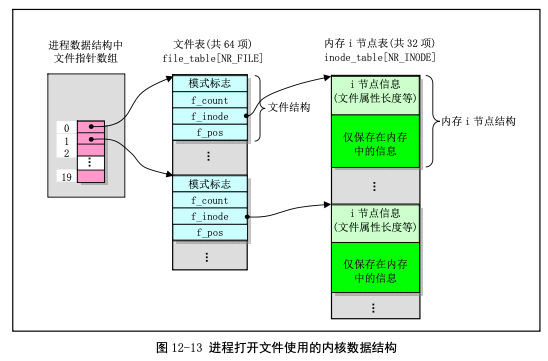 进程数据结构中
文件指针数组
文件表(共 64 项)
file_table[NR_FILE]
内存 i 节点表(共 32 项)
inode_table[NR_INODE]
0
1
2
⋮
19
模式标志
f_count
f_inode
f_pos
⋮
模式标志
f_count
f_inode
f_pos
⋮
文件结构
i 节点信息
(文件属性长度等)
仅保存在内存
中的信息
⋮
i 节点信息
(文件属性长度等)
仅保存在内存
中的信息
⋮
内存 i 节点结构
图 12-13 进程打开文件使用的内核数据结构